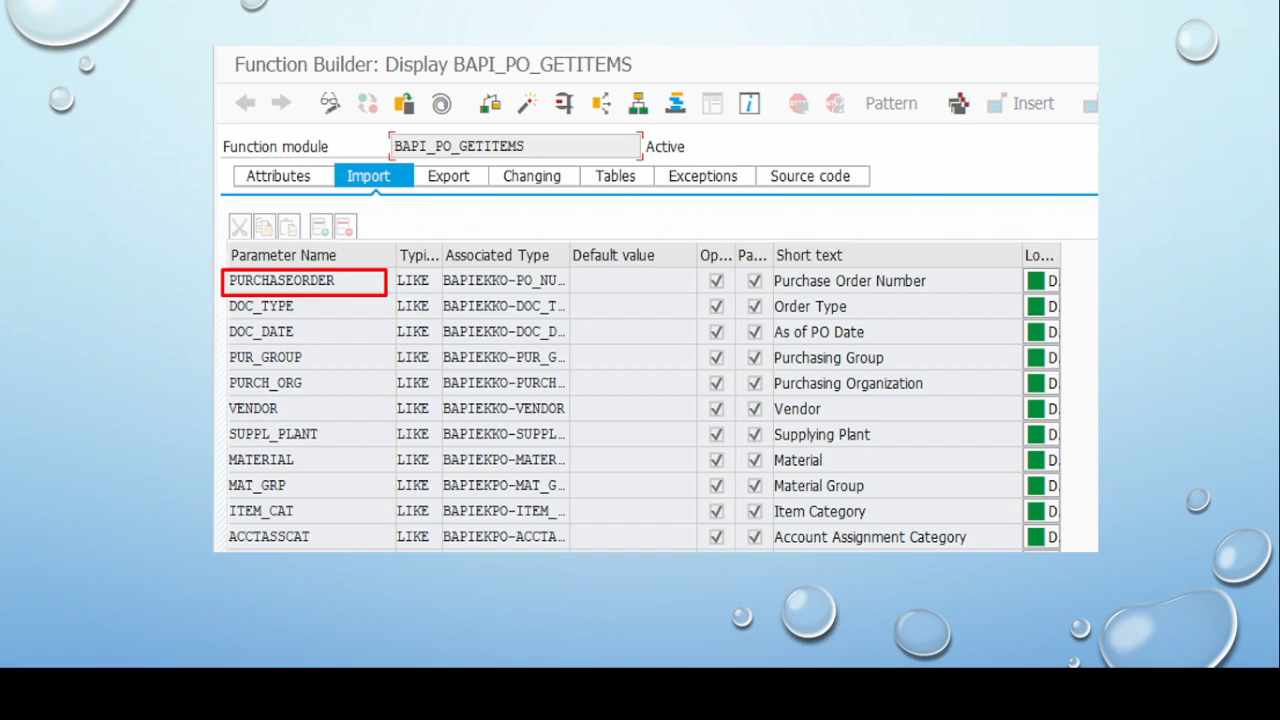 Function Builder: Display BAPI_PO_GETITEMS
Pattern Insert
Function module BAPI_PO_GETITEMS Active
Attributes Import Export Changing Tables Exceptions Source code
Parameter Name Typi... Associated Type Default value Op... Pa... Short text Lo...
PURCHASEORDER LIKE BAPIEKKO-PO_NU... Purchase Order Number D
DOC_TYPE LIKE BAPIEKKO-DOC_T... Order Type D
DOC_DATE LIKE BAPIEKKO-DOC_D... As of PO Date D
PUR_GROUP LIKE BAPIEKKO-PUR_G... Purchasing Group D
PURCH_ORG LIKE BAPIEKKO-PURCH... Purchasing Organization D
VENDOR LIKE BAPIEKKO-VENDOR Vendor D
SUPPL_PLANT LIKE BAPIEKKO-SUPPL... Supplying Plant D
MATERIAL LIKE BAPIEKPO-MATER... Material D
MAT_GRP LIKE BAPIEKPO-MAT_G... Material Group D
ITEM_CAT LIKE BAPIEKPO-ITEM_... Item Category D
ACCTASSCAT LIKE BAPIEKPO-ACCTA... Account Assignment Category D